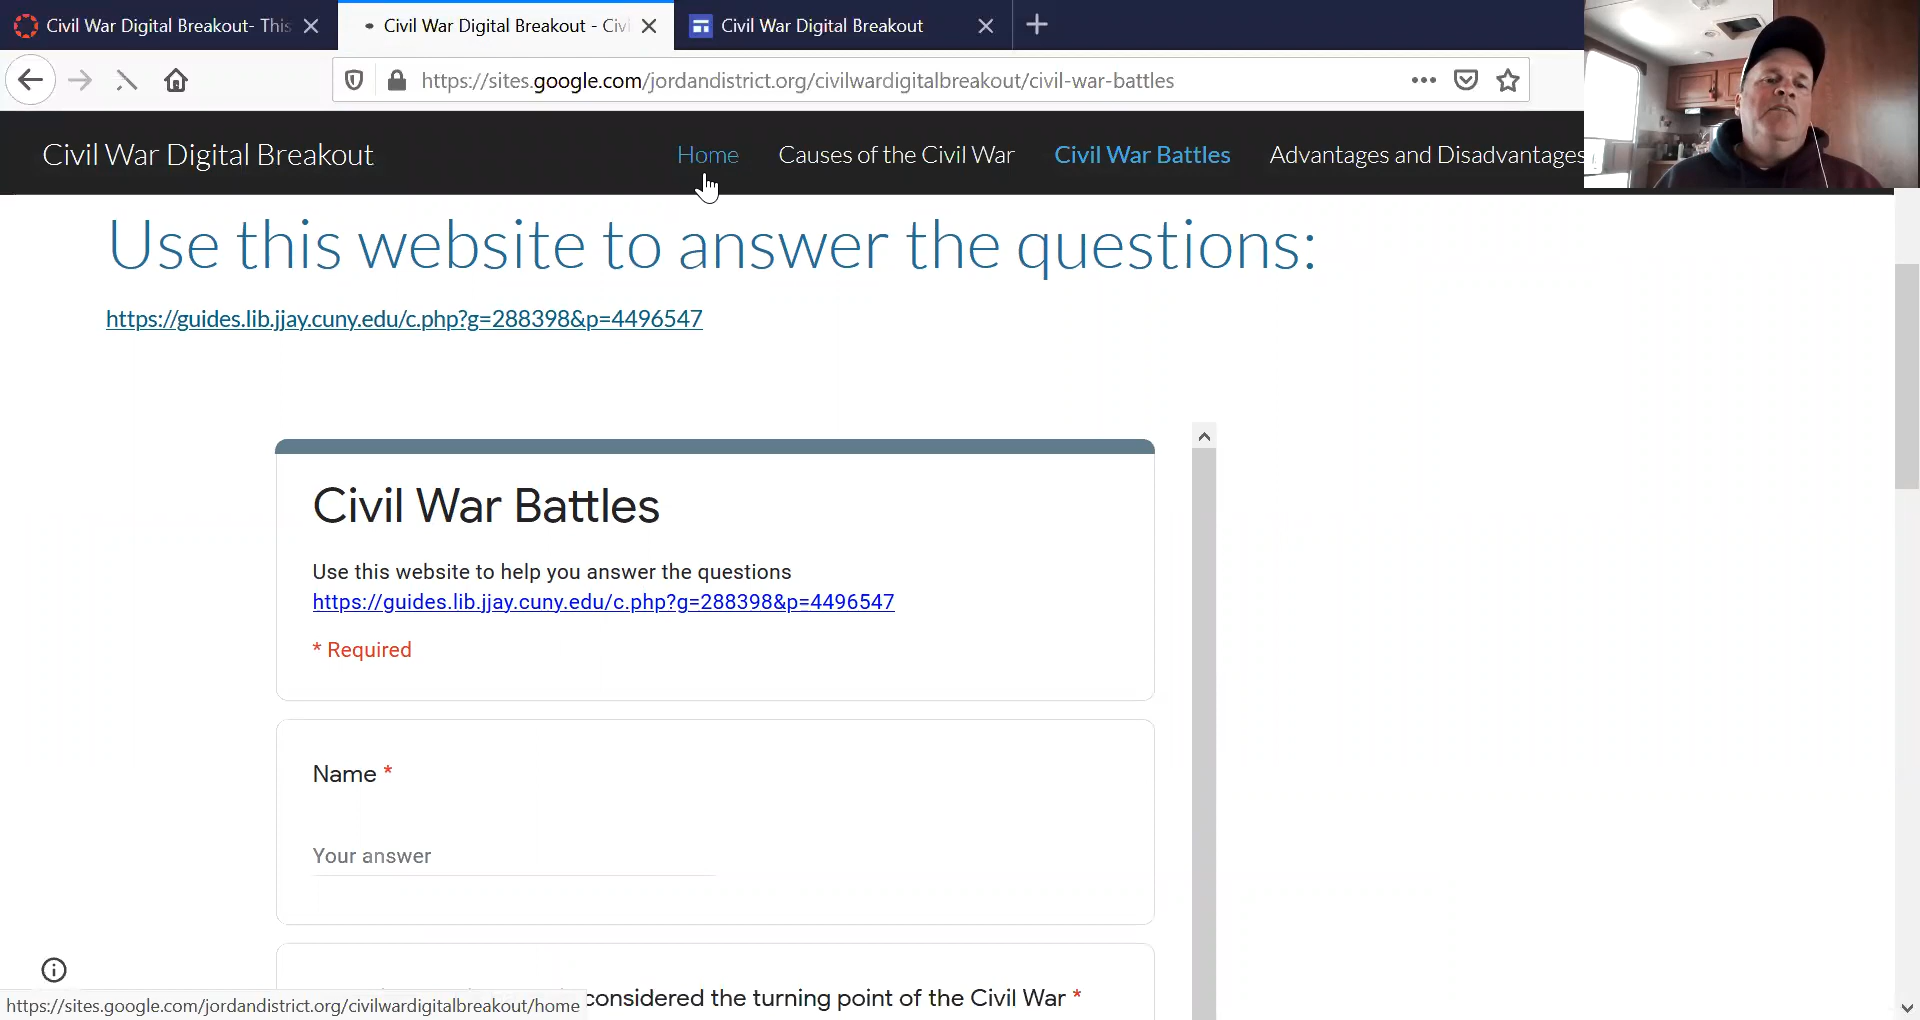 Civil War Digital Breakout- This
Civil War Digital Breakout - Civi
Civil War Digital Breakout
https://sites.google.com/jordandistrict.org/civilwardigitalbreakout/civil-war-battles
Civil War Digital Breakout
Home
Causes of the Civil War
Civil War Battles
Advantages and Disadvantages
Use this website to answer the questions:
https://guides.lib.jjay.cuny.edu/c.php?g=288398&p=4496547
Civil War Battles
Use this website to help you answer the questions
https://guides.lib.jjay.cuny.edu/c.php?g=288398&p=4496547
* Required
Name *
Your answer
considered the turning point of the Civil War *
https://sites.google.com/jordandistrict.org/civilwardigitalbreakout/home